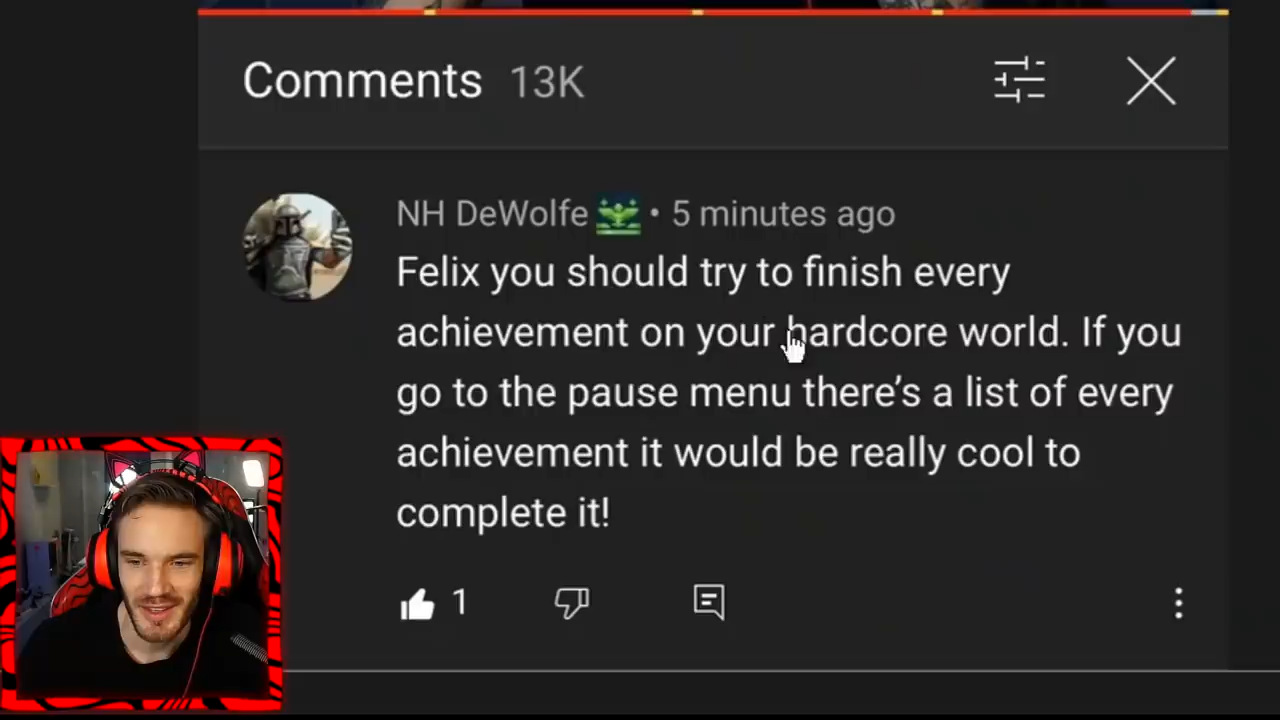 Comments 13K
NH DeWolfe • 5 minutes ago
Felix you should try to finish every
achievement on your hardcore world. If you
go to the pause menu there’s a list of every
achievement it would be really cool to
complete it!
1